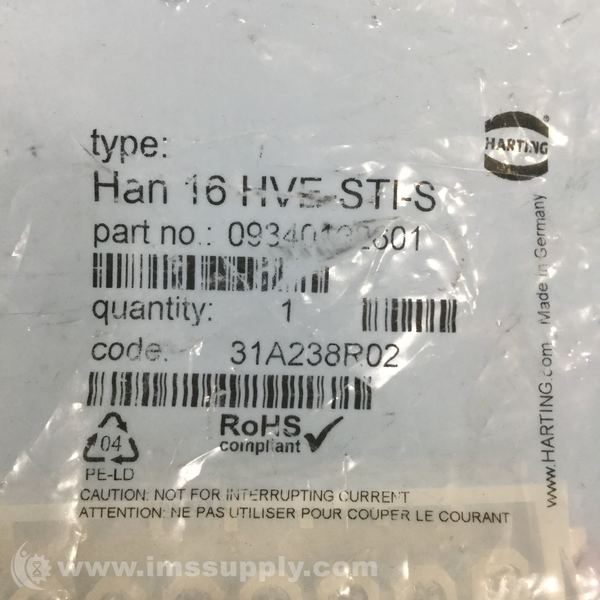 type:
HARTING
Han 16 HVE-STI-S
part no.:
quantity: 1
code: 31A238R02
04
PE-LD
RoHS
compliant
CAUTION: NOT FOR INTERRUPTING CURRENT
ATTENTION: NE PAS UTILISER POUR COUPER LE COURANT
www.HARTING.com Made in Germany
www.imssupply.com